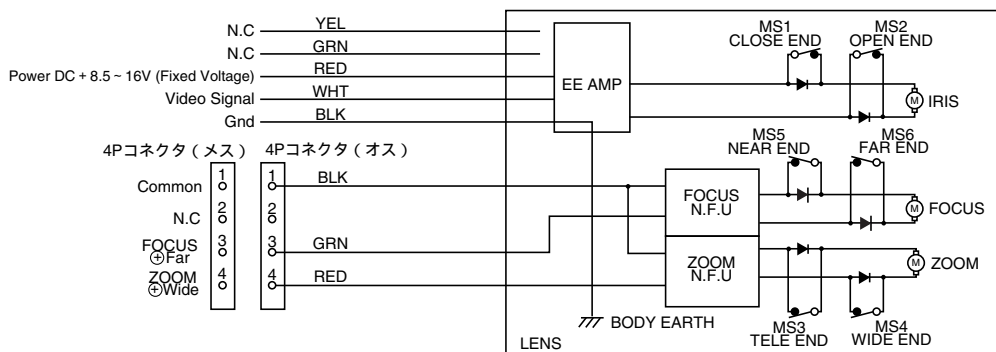 N.C YEL
N.C GRN
Power DC + 8.5 ~ 16V (Fixed Voltage) RED
Video Signal WHT
Gnd BLK
EE AMP
MS1
CLOSE END
MS2
OPEN END
M IRIS
4Pコネクタ ( メス )
4Pコネクタ ( オス )
Common 1
N.C 2
FOCUS
⊕Far 3
ZOOM
⊕Wide 4
1 BLK
2
3 GRN
4 RED
MS5
NEAR END
MS6
FAR END
FOCUS
N.F.U
M FOCUS
ZOOM
N.F.U
M ZOOM
MS3
TELE END
MS4
WIDE END
BODY EARTH
LENS